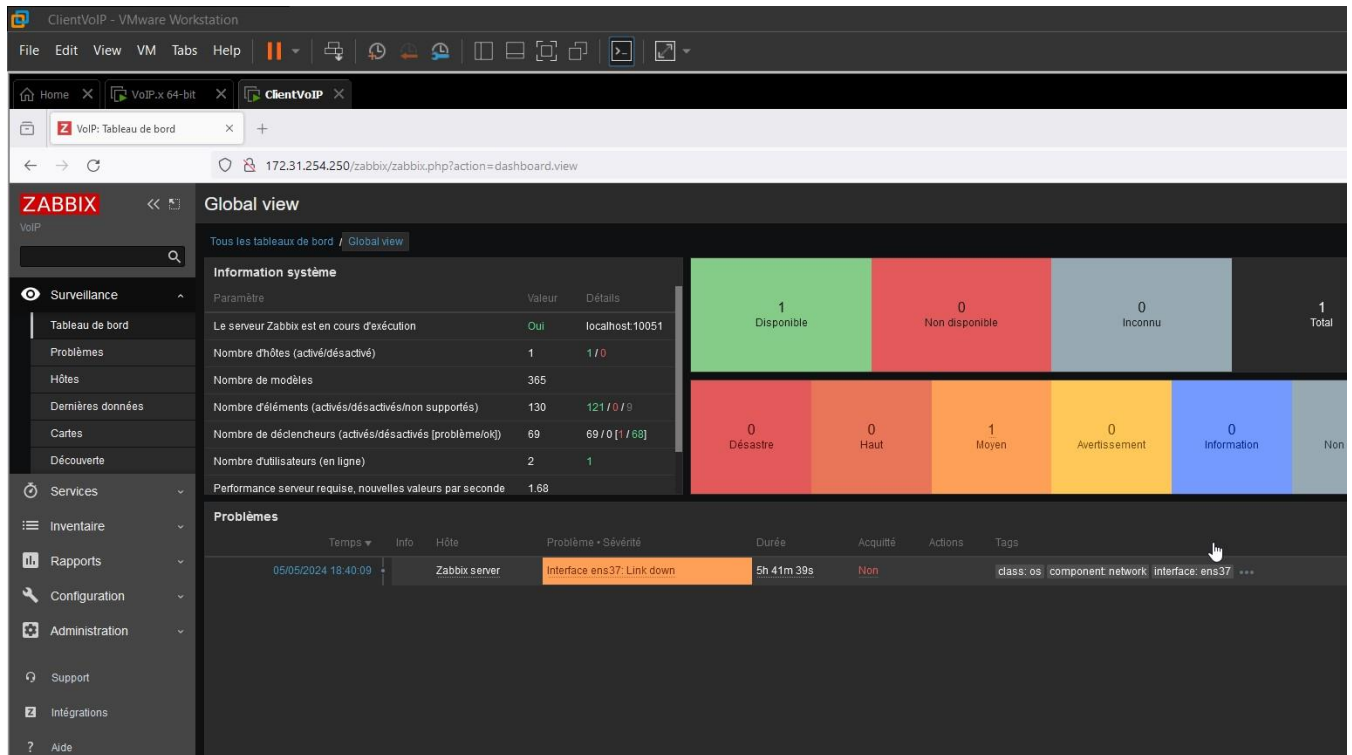 ClientVoIP - VMware Workstation
File Edit View VM Tabs Help
Home VoIP.x 64-bit ClientVoIP
Z VoIP: Tableau de bord
172.31.254.250/zabbix/zabbix.php?action=dashboard.view
ZABBIX
VoIP
Surveillance
Tableau de bord
Problèmes
Hôtes
Dernières données
Cartes
Découverte
Services
Inventaire
Rapports
Configuration
Administration
Support
Z Intégrations
? Aide
Global view
Tous les tableaux de bord / Global view
Information système
Paramètre Valeur Détails
Le serveur Zabbix est en cours d'exécution Oui localhost:10051
Nombre d'hôtes (activé/désactivé) 1 1 / 0
Nombre de modèles 365
Nombre d'éléments (activés/désactivés/non supportés) 130 121 / 0 / 9
Nombre de déclencheurs (activés/désactivés [problème/ok]) 69 69 / 0 [1 / 68]
Nombre d'utilisateurs (en ligne) 2 1
Performance serveur requise, nouvelles valeurs par seconde 1.68
1 0 0 1
Disponible Non disponible Inconnu Total
0 0 1 0 0
Désastre Haut Moyen Avertissement Information Non
Problèmes
Temps Info Hôte Problème • Sévérité Durée Acquitté Actions Tags
05/05/2024 18:40:09 Zabbix server Interface ens37: Link down 5h 41m 39s Non class: os component: network interface: ens37